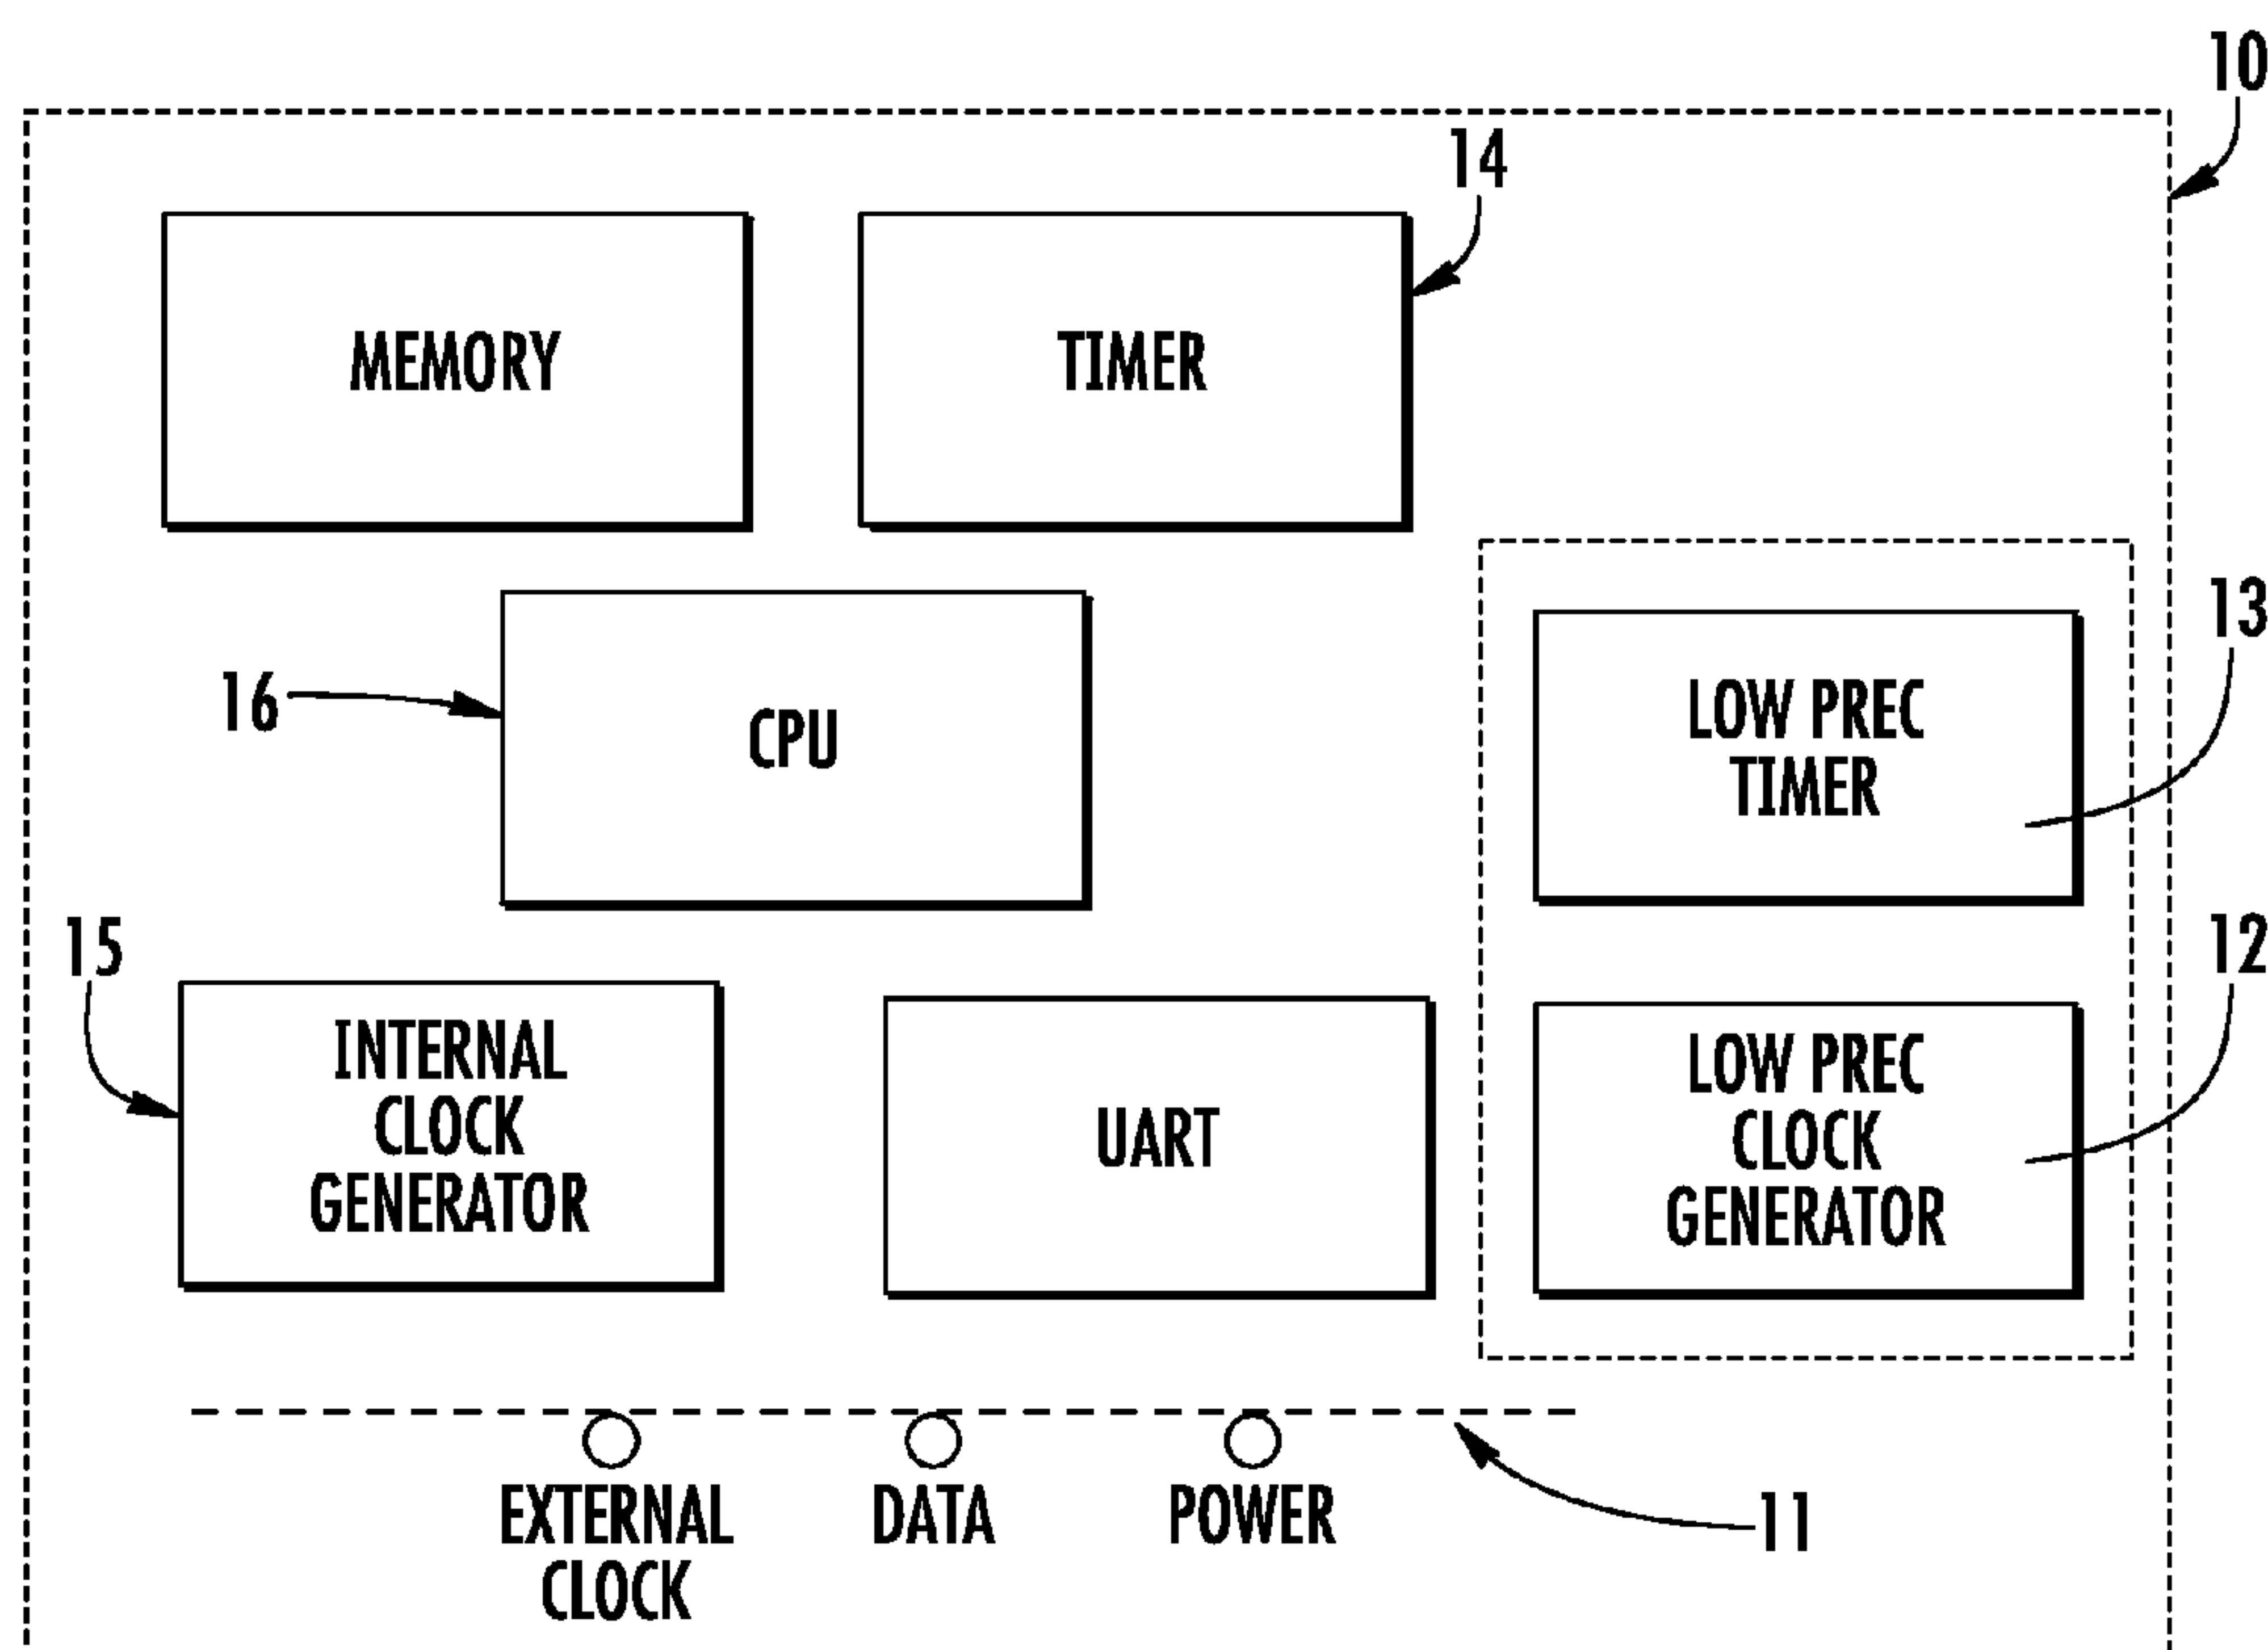 10
14
MEMORY
TIMER
13
16
CPU
LOW PREC
TIMER
15
12
INTERNAL
CLOCK
GENERATOR
UART
LOW PREC
CLOCK
GENERATOR
EXTERNAL
CLOCK
DATA
POWER
11